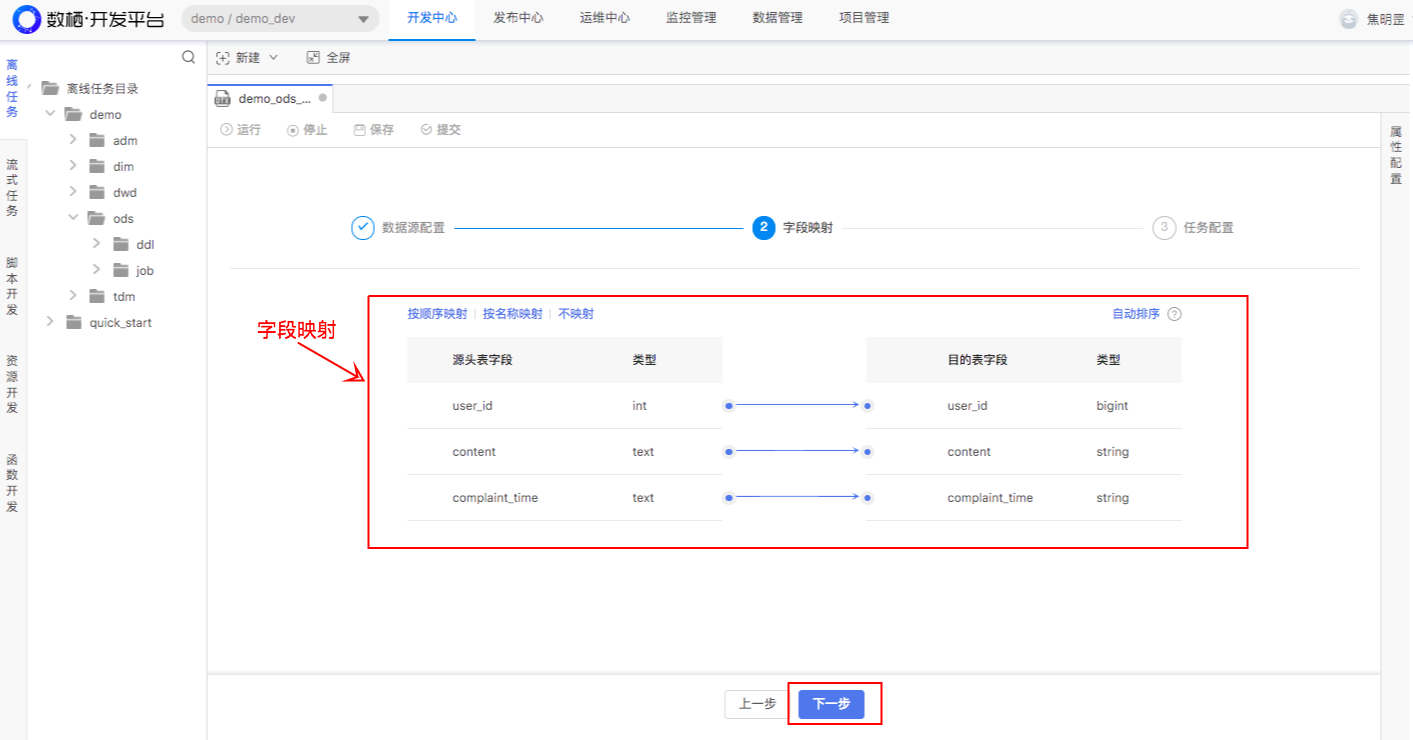 数栖·开发平台
demo / demo_dev
开发中心
发布中心
运维中心
监控管理
数据管理
项目管理
焦明罡
离线任务
流式任务
脚本开发
资源开发
函数开发
离线任务目录
demo
adm
dim
dwd
ods
ddl
job
tdm
quick_start
新建
全屏
DTX
demo_ods_...
运行
停止
保存
提交
属性配置
数据源配置
2 字段映射
3 任务配置
字段映射
按顺序映射 | 按名称映射 | 不映射
自动排序 ?
源头表字段 类型 目的表字段 类型
user_id int user_id bigint
content text content string
complaint_time text complaint_time string
上一步
下一步